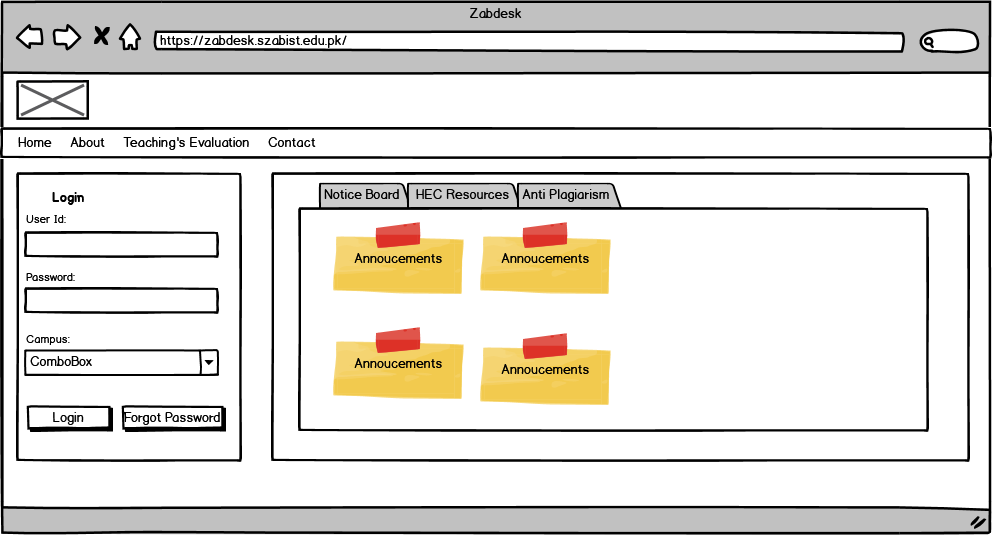 Zabdesk
https://zabdesk.szabist.edu.pk/
Home About Teaching's Evaluation Contact
Login
User Id:
Password:
Campus:
ComboBox
Login Forgot Password
Notice Board HEC Resources Anti Plagiarism
Annoucements Annoucements
Annoucements Annoucements